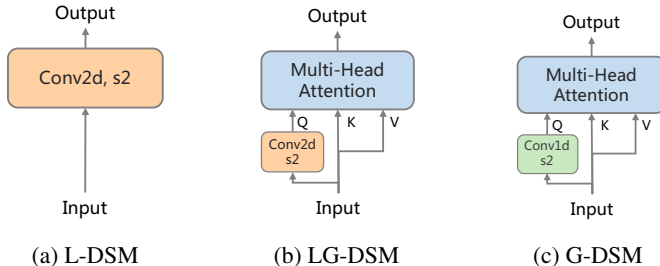 Output
Conv2d, s2
Input
(a) L-DSM
Output
Multi-Head
Attention
Q
K
V
Conv2d
s2
Input
(b) LG-DSM
Output
Multi-Head
Attention
Q
K
V
Conv1d
s2
Input
(c) G-DSM